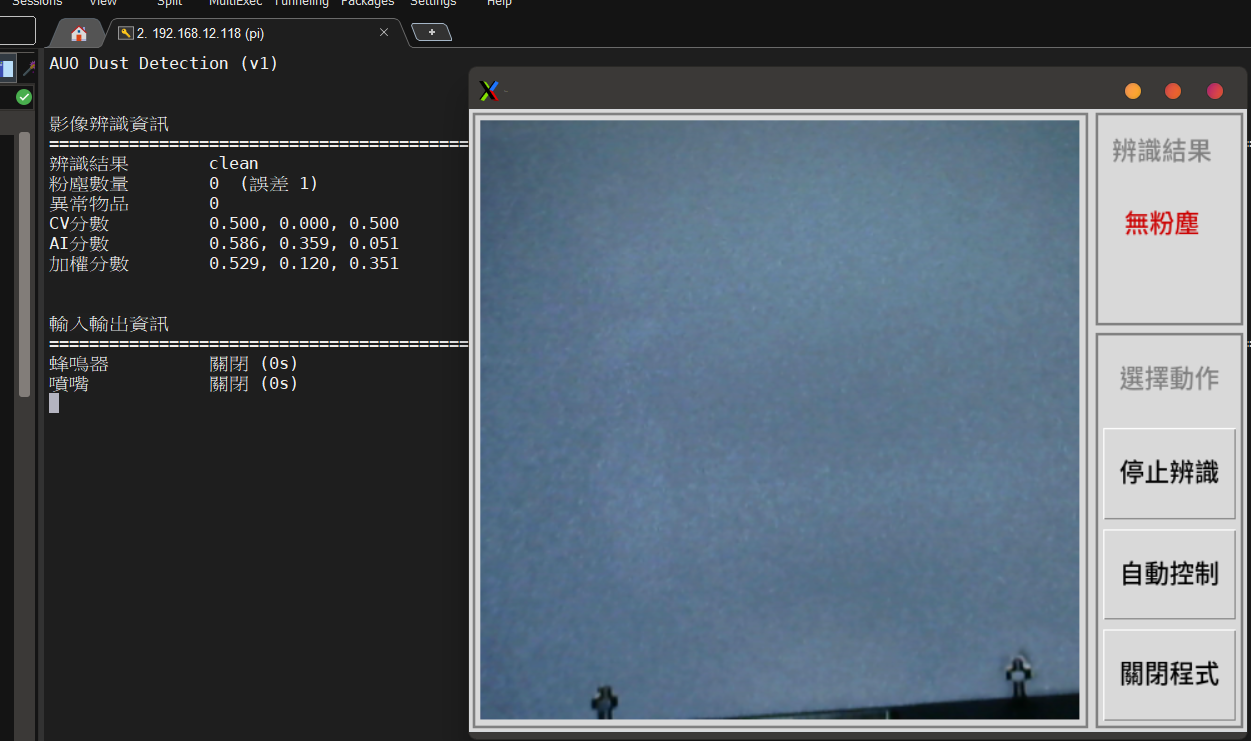 Sessions View Split MultiExec Tunneling Packages Settings Help
2. 192.168.12.118 (pi)
AUO Dust Detection (v1)
影像辨識資訊
==========================================
辨識結果 clean
粉塵數量 0 (誤差 1)
異常物品 0
CV分數 0.500, 0.000, 0.500
AI分數 0.586, 0.359, 0.051
加權分數 0.529, 0.120, 0.351
輸入輸出資訊
==========================================
蜂鳴器 關閉 (0s)
噴嘴 關閉 (0s)
辨識結果
無粉塵
選擇動作
停止辨識
自動控制
關閉程式